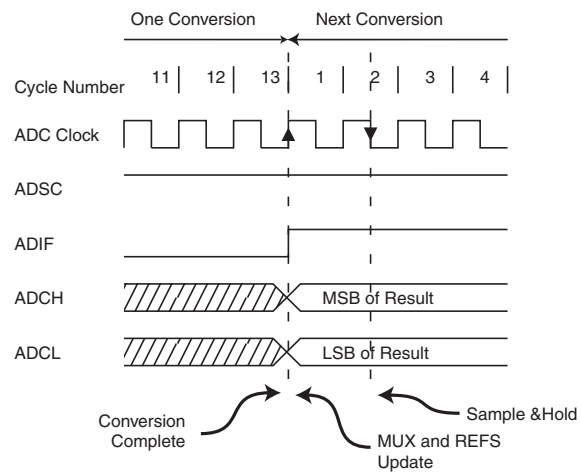 One Conversion Next Conversion
Cycle Number 11 12 13 1 2 3 4
ADC Clock
ADSC
ADIF
ADCH MSB of Result
ADCL LSB of Result
Conversion
Complete
MUX and REFS
Update
Sample &Hold